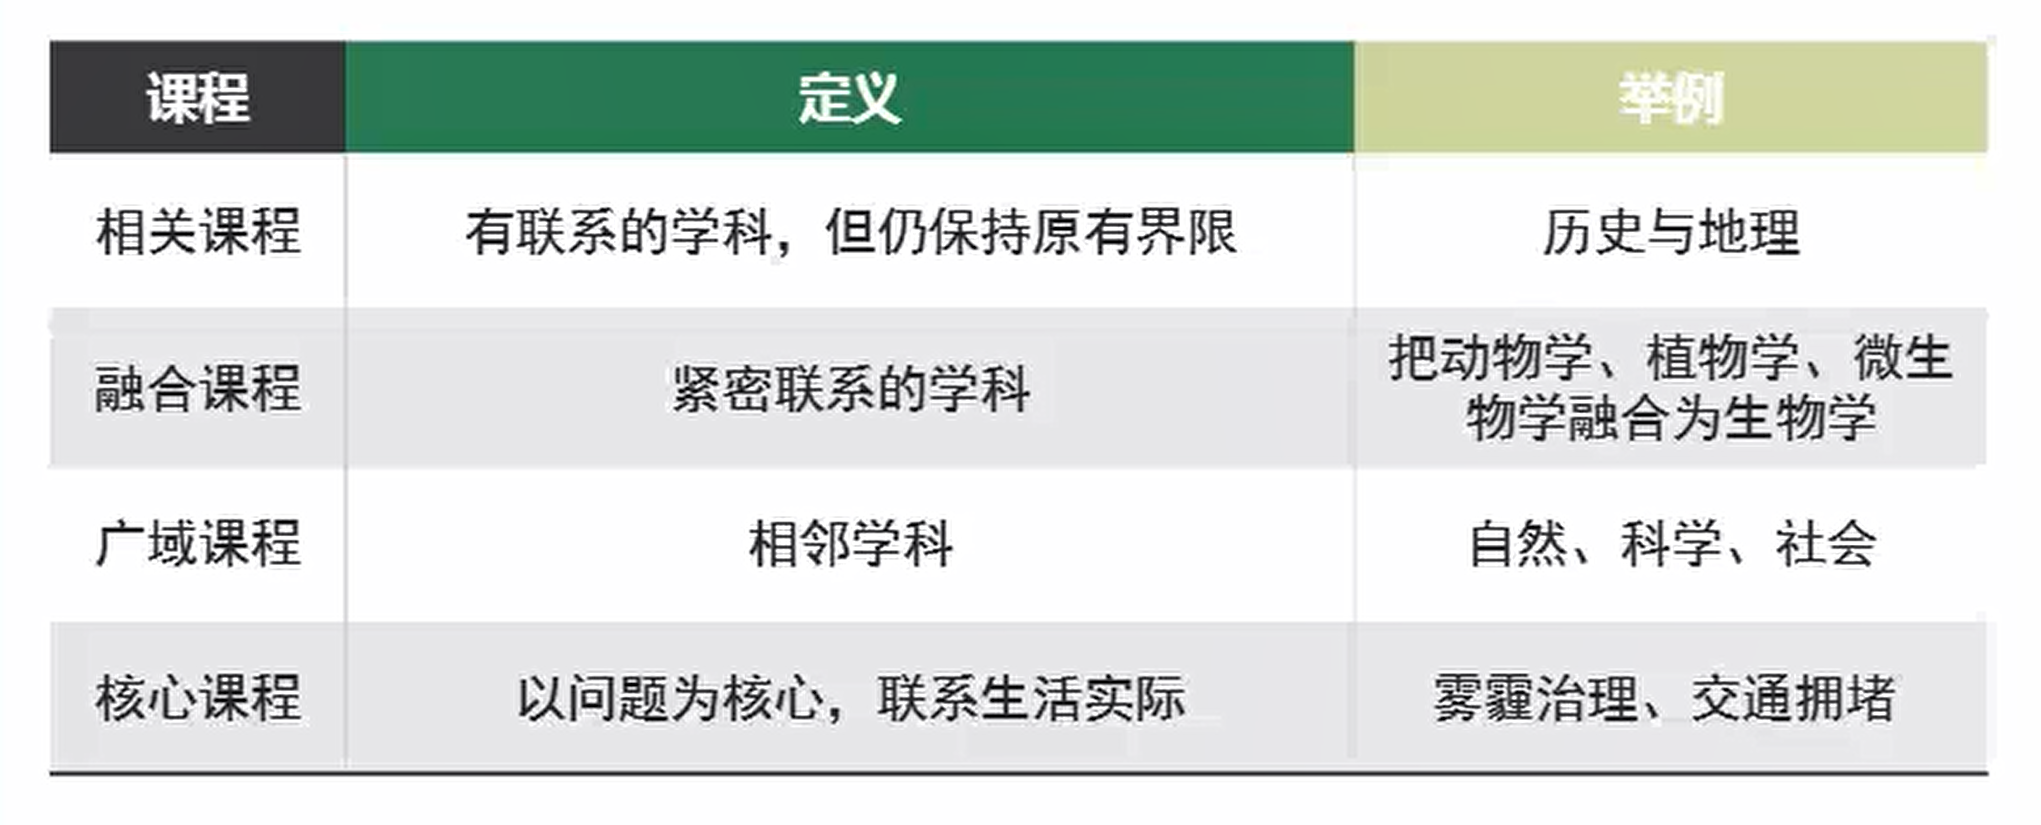 课程 定义 举例
相关课程 有联系的学科，但仍保持原有界限 历史与地理
融合课程 紧密联系的学科 把动物学、植物学、微生
物学融合为生物学
广域课程 相邻学科 自然、科学、社会
核心课程 以问题为核心，联系生活实际 雾霾治理、交通拥堵